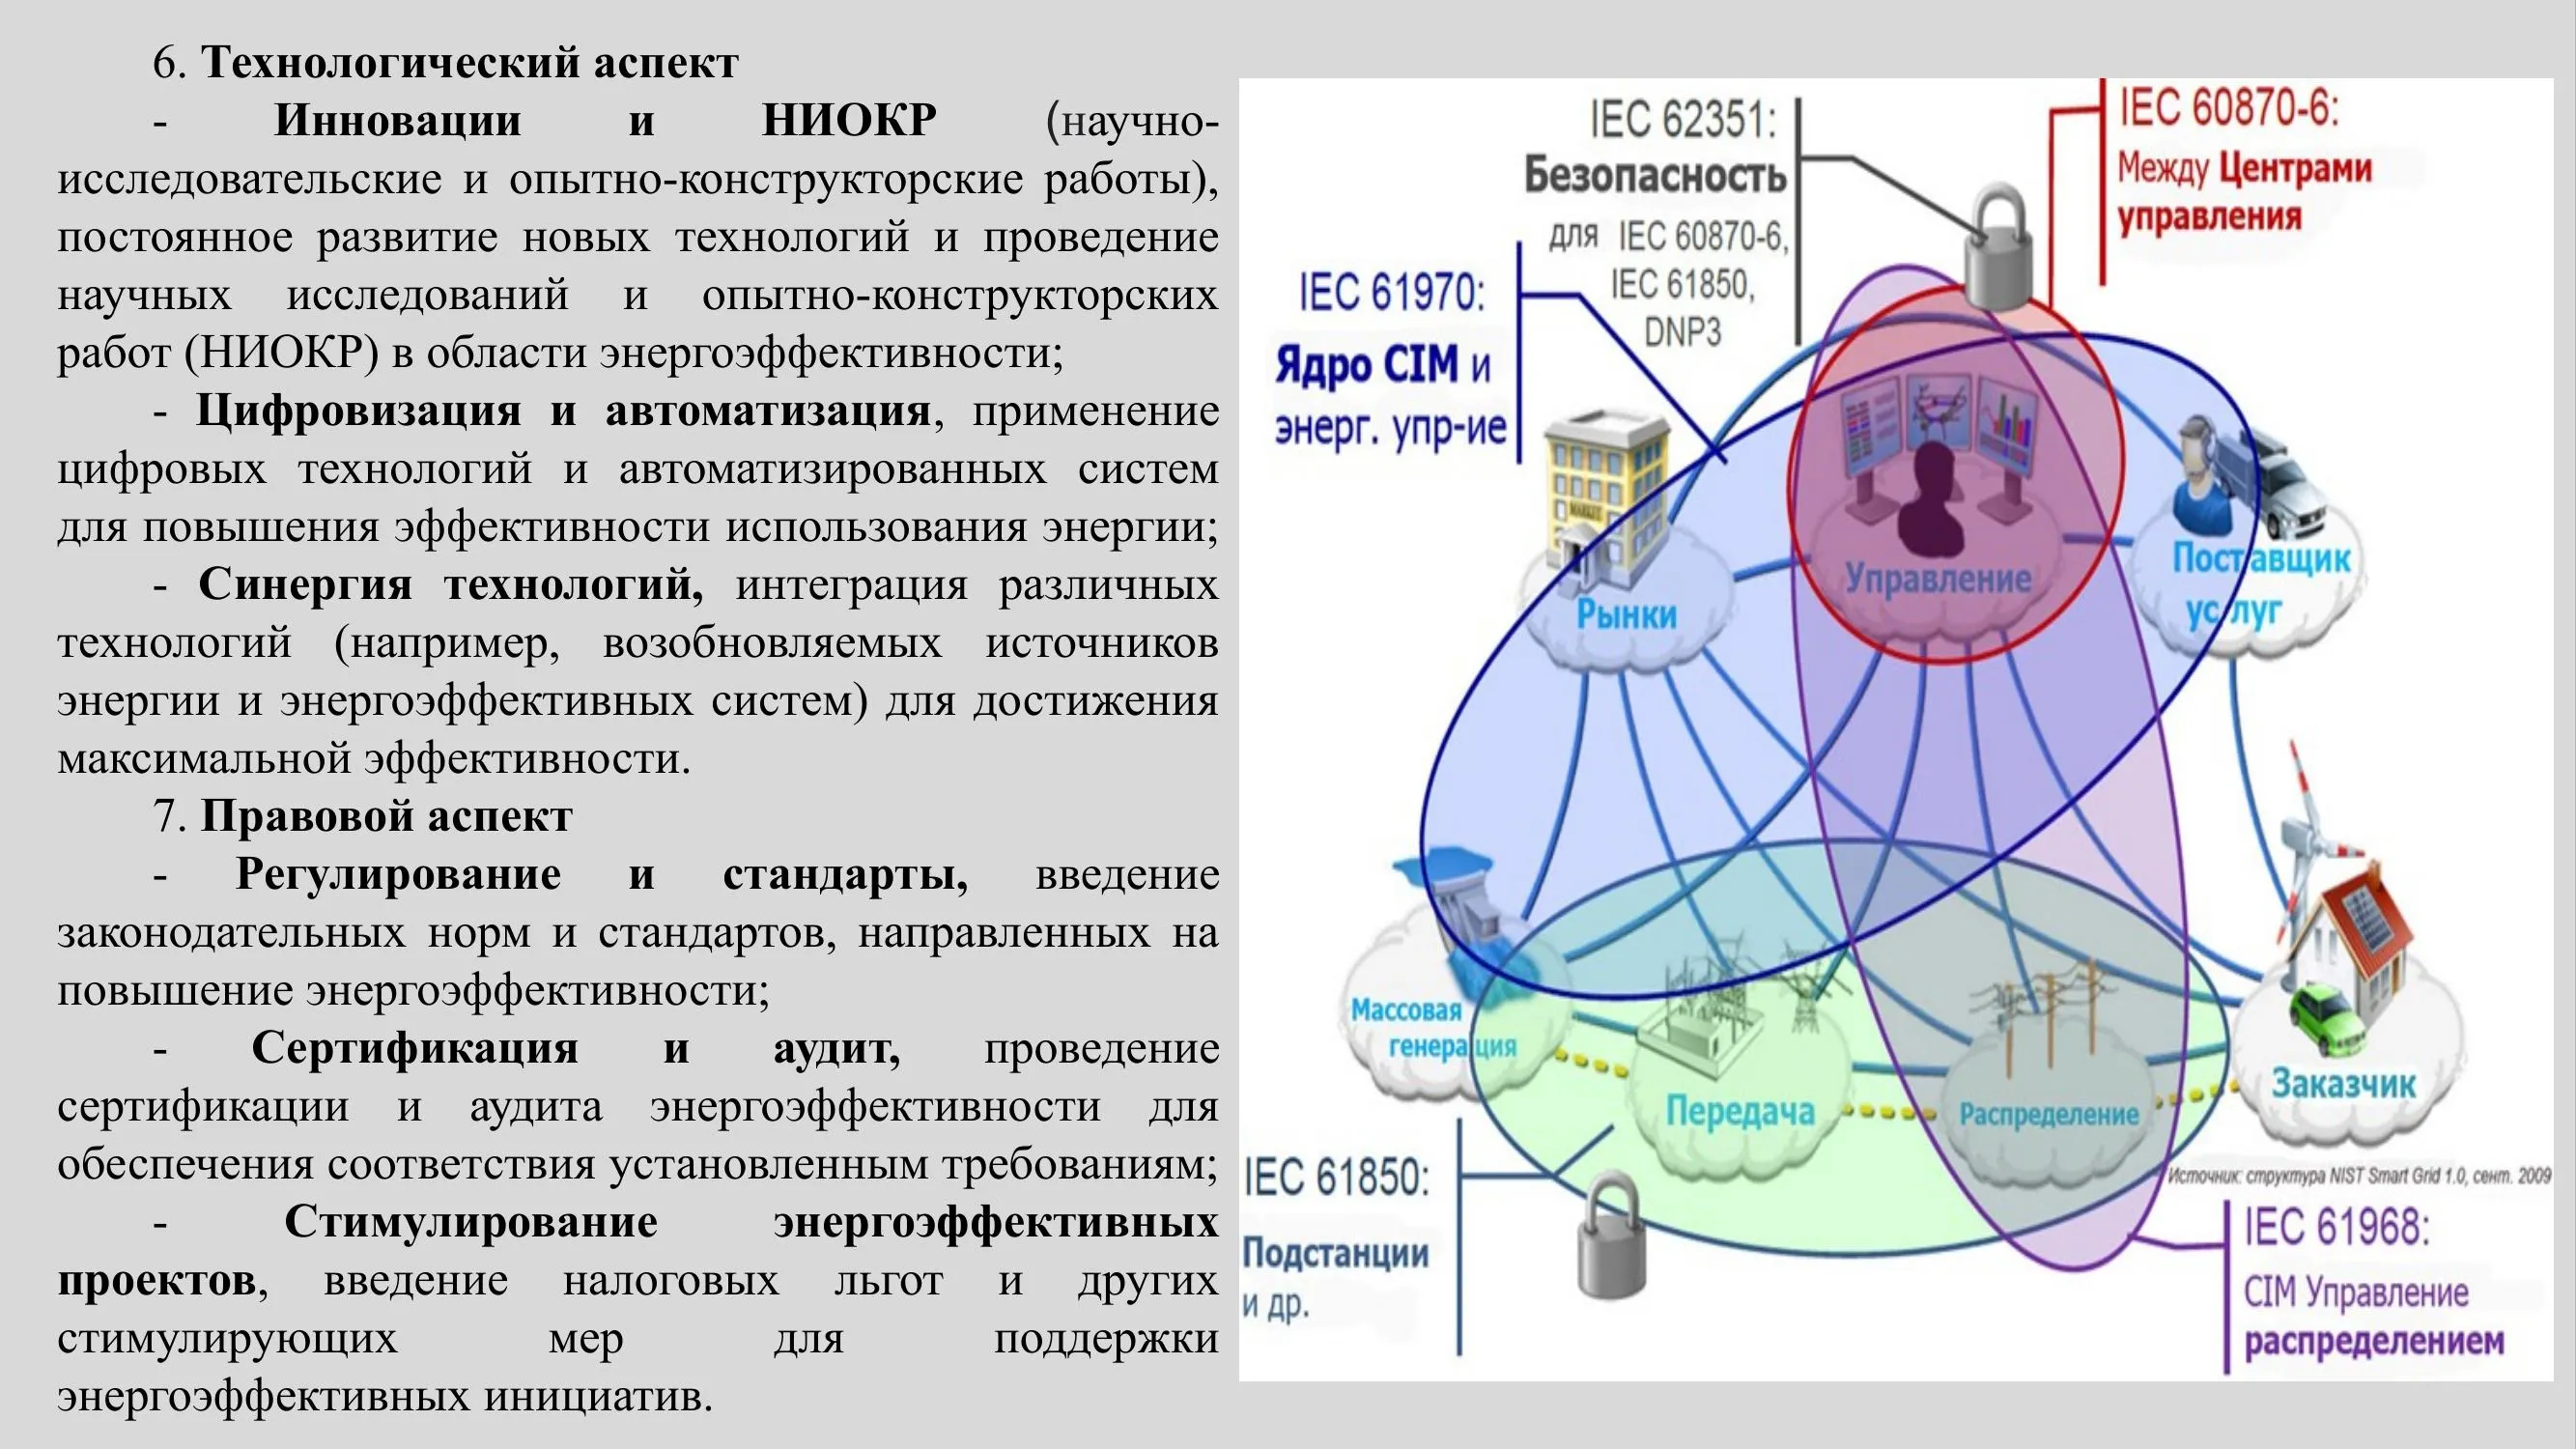 6. Технологический аспект
- Инновации и НИОКР (научно-
исследовательские и опытно-конструкторские работы),
постоянное развитие новых технологий и проведение
научных исследований и опытно-конструкторских
работ (НИОКР) в области энергоэффективности;
- Цифровизация и автоматизация, применение
цифровых технологий и автоматизированных систем
для повышения эффективности использования энергии;
- Синергия технологий, интеграция различных
технологий (например, возобновляемых источников
энергии и энергоэффективных систем) для достижения
максимальной эффективности.
7. Правовой аспект
- Регулирование и стандарты, введение
законодательных норм и стандартов, направленных на
повышение энергоэффективности;
- Сертификация и аудит, проведение
сертификации и аудита энергоэффективности для
обеспечения соответствия установленным требованиям;
- Стимулирование энергоэффективных
проектов, введение налоговых льгот и других
стимулирующих мер для поддержки
энергоэффективных инициатив.
IEC 62351:
Безопасность
для IEC 60870-6,
IEC 61850,
DNP3
IEC 60870-6:
Между Центрами
управления
IEC 61970:
Ядро CIM и
энерг. упр-ие
MARKET
Рынки
Управление
Поставщик
услуг
Массовая
генерация
Передача
Распределение
Заказчик
IEC 61850:
Подстанции
и др.
Источник: структура NIST Smart Grid 1.0, сент. 2009
IEC 61968:
CIM Управление
распределением